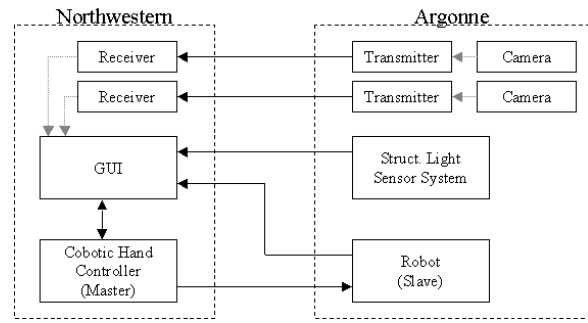 Northwestern
Argonne
Receiver
Transmitter
Camera
Receiver
Transmitter
Camera
GUI
Struct. Light
Sensor System
Cobotic Hand
Controller
(Master)
Robot
(Slave)